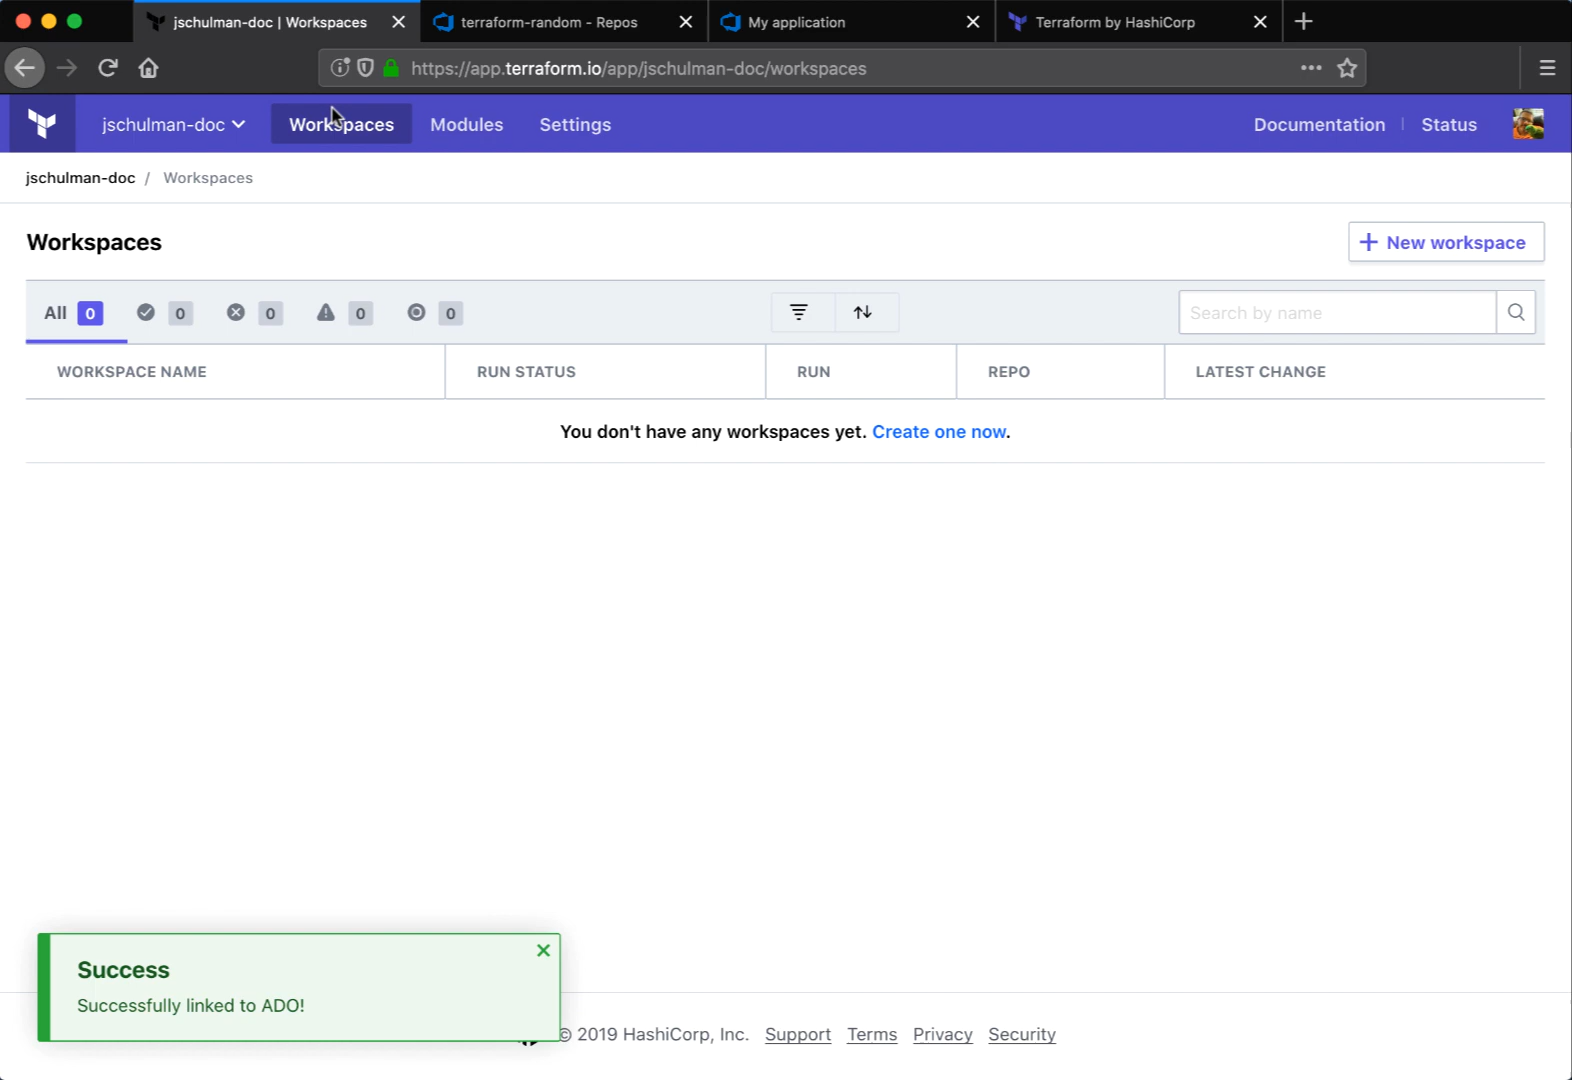 jschulman-doc | Workspaces
terraform-random - Repos
My application
Terraform by HashiCorp
https://app.terraform.io/app/jschulman-doc/workspaces
jschulman-doc
Workspaces
Modules
Settings
Documentation
Status
jschulman-doc / Workspaces
Workspaces
+ New workspace
All 0
0
0
0
0
Search by name
WORKSPACE NAME
RUN STATUS
RUN
REPO
LATEST CHANGE
You don't have any workspaces yet. Create one now.
Success
Successfully linked to ADO!
© 2019 HashiCorp, Inc. Support Terms Privacy Security